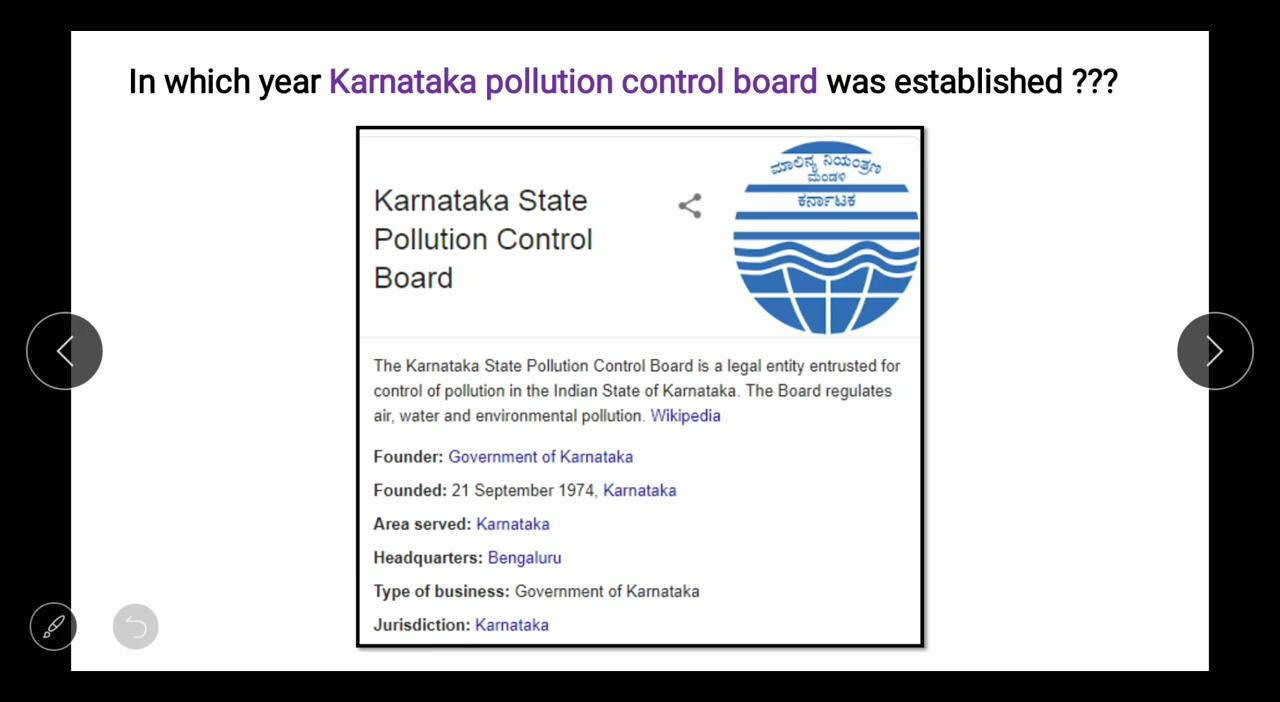 In which year Karnataka pollution control board was established ???
ಮಾಲಿನ್ಯ ನಿಯಂತ್ರಣ
ಮಂಡಳಿ
ಕರ್ನಾಟಕ
Karnataka State
Pollution Control
Board
The Karnataka State Pollution Control Board is a legal entity entrusted for
control of pollution in the Indian State of Karnataka. The Board regulates
air, water and environmental pollution. Wikipedia
Founder: Government of Karnataka
Founded: 21 September 1974, Karnataka
Area served: Karnataka
Headquarters: Bengaluru
Type of business: Government of Karnataka
Jurisdiction: Karnataka